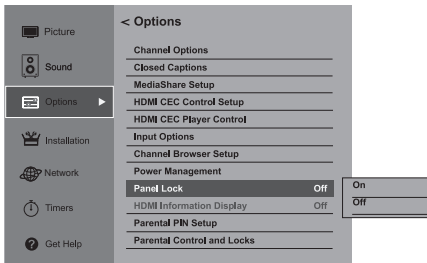 Picture
Sound
Options
Installation
Network
Timers
Get Help
< Options
Channel Options
Closed Captions
MediaShare Setup
HDMI CEC Control Setup
HDMI CEC Player Control
Input Options
Channel Browser Setup
Power Management
Panel Lock Off
HDMI Information Display Off
Parental PIN Setup
Parental Control and Locks
On
Off